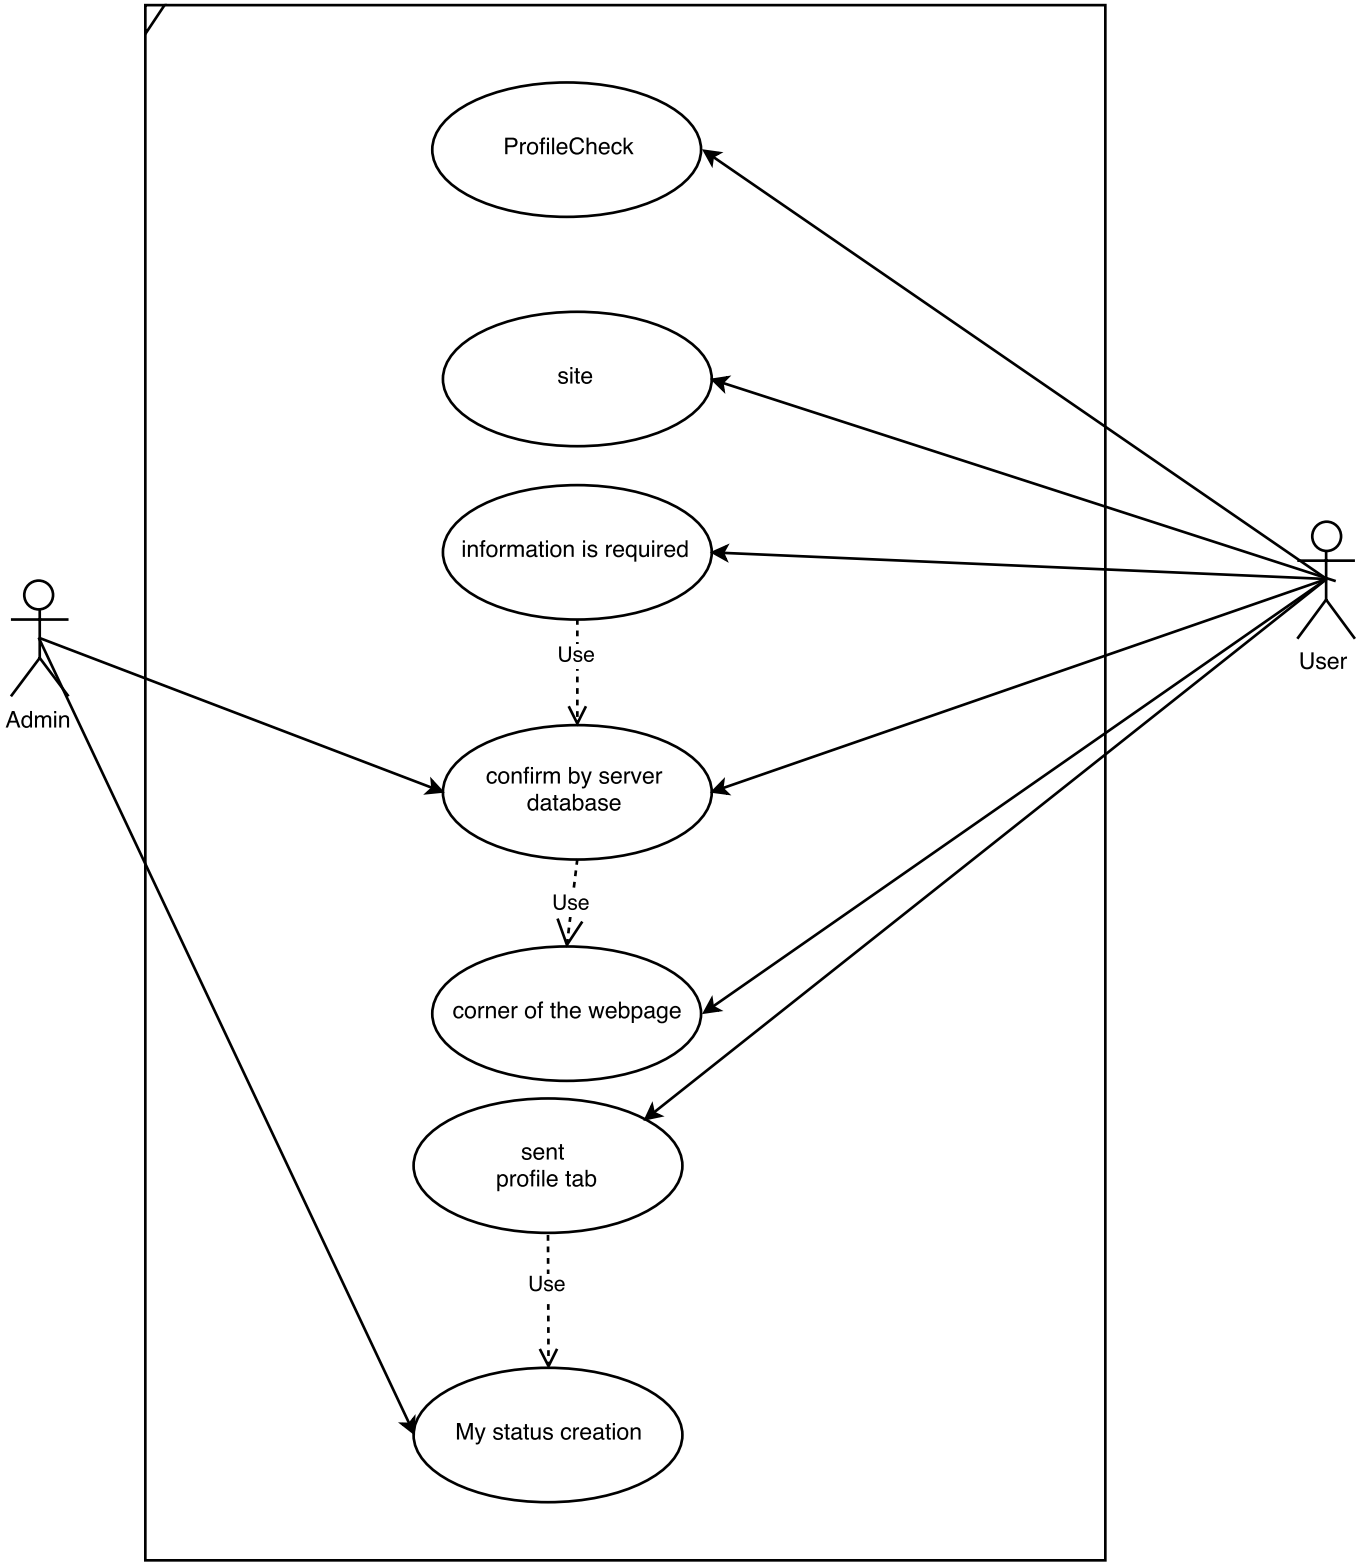 ProfileCheck
site
information is required
Use
User
Admin
confirm by server
database
Use
corner of the webpage
sent
profile tab
Use
My status creation